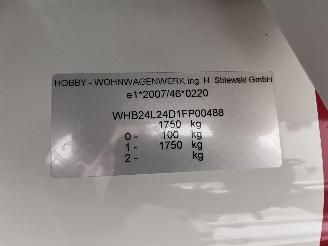 HOBBY - WOHNWAGENWERK ing. H. Striewski GmbH
e1*2007/46*0220
WHB24L24D1FP00488
1750 kg
0- 100 kg
1- 1750 kg
2- kg